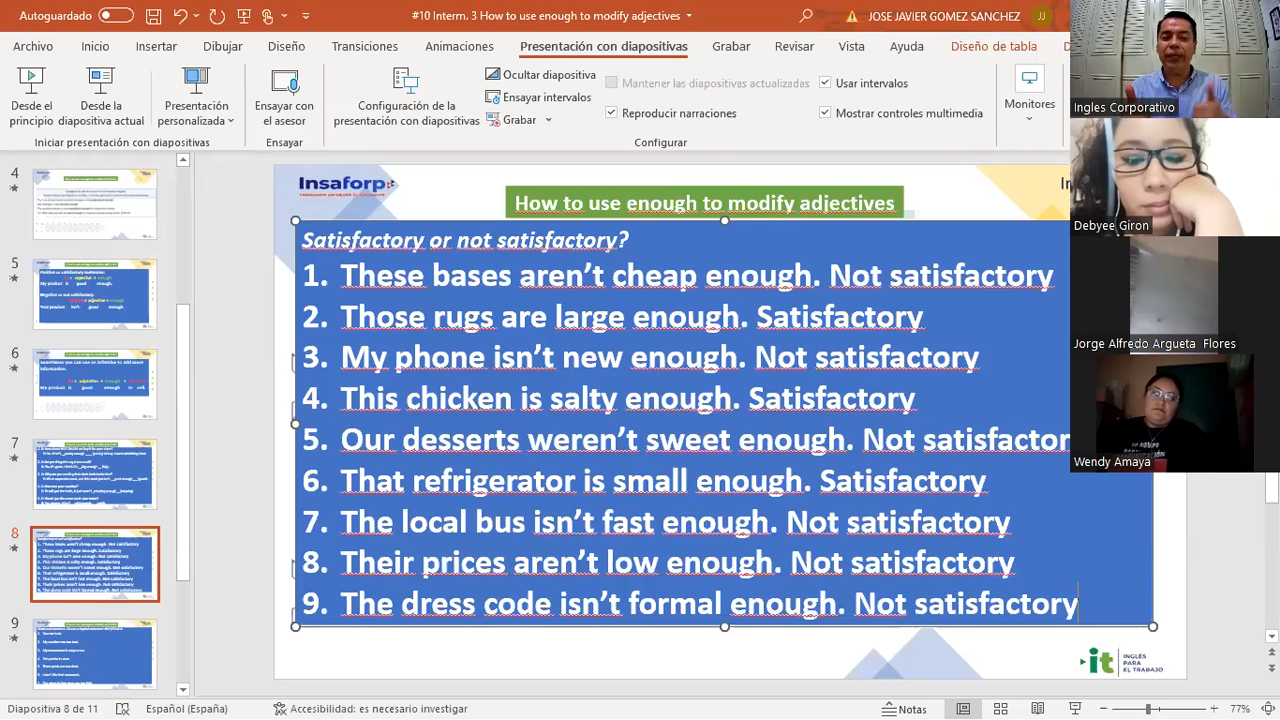 Autoguardado
#10 Interm. 3 How to use enough to modify adjectives
JOSE JAVIER GOMEZ SANCHEZ
JJ
Archivo Inicio Insertar Dibujar Diseño Transiciones Animaciones Presentación con diapositivas Grabar Revisar Vista Ayuda Diseño de tabla
Desde el principio
Desde la diapositiva actual
Presentación personalizada
Iniciar presentación con diapositivas
Ensayar con el asesor
Ensayar
Configuración de la presentación con diapositivas
Ocultar diapositiva
Ensayar intervalos
Grabar
Mantener las diapositivas actualizadas
Reproducir narraciones
Usar intervalos
Mostrar controles multimedia
Configurar
Monitores
Ingles Corporativo
Debyee Giron
Jorge Alfredo Argueta Flores
Wendy Amaya
4
5
6
7
8
9
Insaforp
How to use enough to modify adjectives
Satisfactory or not satisfactory?
1. These bases aren't cheap enough. Not satisfactory
2. Those rugs are large enough. Satisfactory
3. My phone isn't new enough. Not satisfactory
4. This chicken is salty enough. Satisfactory
5. Our desserts weren't sweet enough. Not satisfactor
6. That refrigerator is small enough. Satisfactory
7. The local bus isn't fast enough. Not satisfactory
8. Their prices aren't low enough. Not satisfactory
9. The dress code isn't formal enough. Not satisfactory
it INGLÉS PARA EL TRABAJO
Diapositiva 8 de 11
Español (España)
Accesibilidad: es necesario investigar
Notas
77%